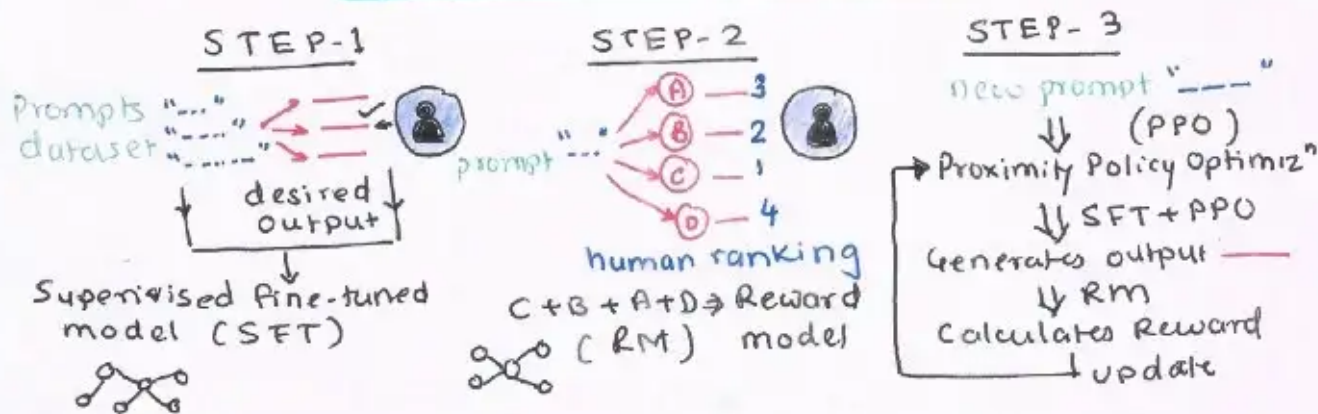 STEP-1
Prompts "---"
dataset "----"
"-----"
desired
output
Supervised fine-tuned
model (SFT)
STEP-2
prompt "---"
A — 3
B — 2
C — 1
D — 4
human ranking
C+B+A+D⇒ Reward
(RM) model
STEP-3
new prompt "----"
⇓ (PPO)
Proximity Policy Optimizⁿ
⇓ SFT+PPO
Generates output —
⇓ RM
Calculates Reward
update